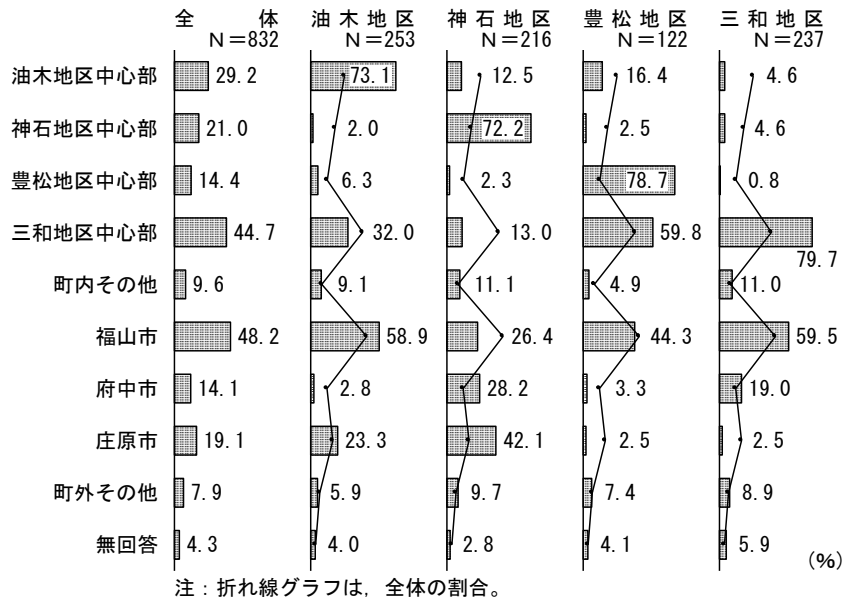 全　体 油木地区 神石地区 豊松地区 三和地区
Ｎ＝832 Ｎ＝253 Ｎ＝216 Ｎ＝122 Ｎ＝237
油木地区中心部 29.2 73.1 12.5 16.4 4.6
神石地区中心部 21.0 2.0 72.2 2.5 4.6
豊松地区中心部 14.4 6.3 2.3 78.7 0.8
三和地区中心部 44.7 32.0 13.0 59.8 79.7
町内その他 9.6 9.1 11.1 4.9 11.0
福山市 48.2 58.9 26.4 44.3 59.5
府中市 14.1 2.8 28.2 3.3 19.0
庄原市 19.1 23.3 42.1 2.5 2.5
町外その他 7.9 5.9 9.7 7.4 8.9
無回答 4.3 4.0 2.8 4.1 5.9
(%)
注：折れ線グラフは，全体の割合。